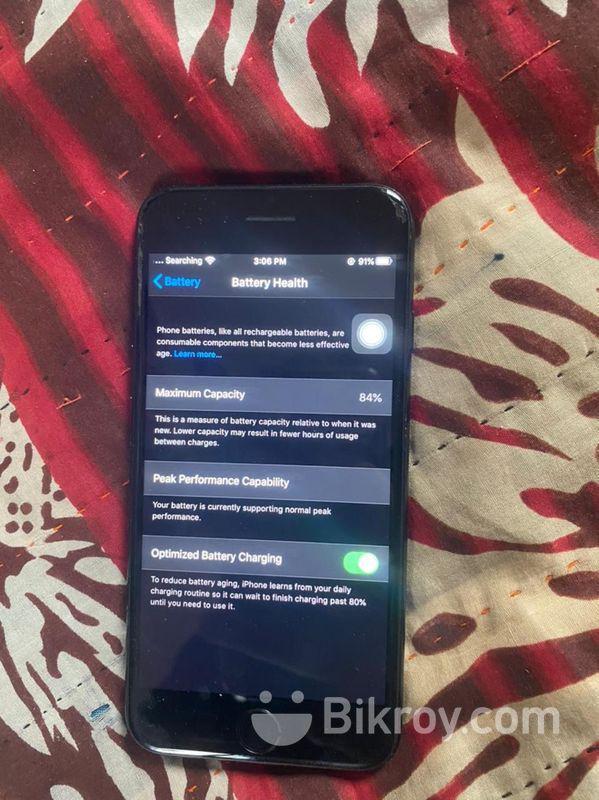 Searching 3:06 PM 91%
Battery Battery Health
Phone batteries, like all rechargeable batteries, are
consumable components that become less effective
age. Learn more...
Maximum Capacity 84%
This is a measure of battery capacity relative to when it was
new. Lower capacity may result in fewer hours of usage
between charges.
Peak Performance Capability
Your battery is currently supporting normal peak
performance.
Optimized Battery Charging
To reduce battery aging, iPhone learns from your daily
charging routine so it can wait to finish charging past 80%
until you need to use it.
Bikroy.com